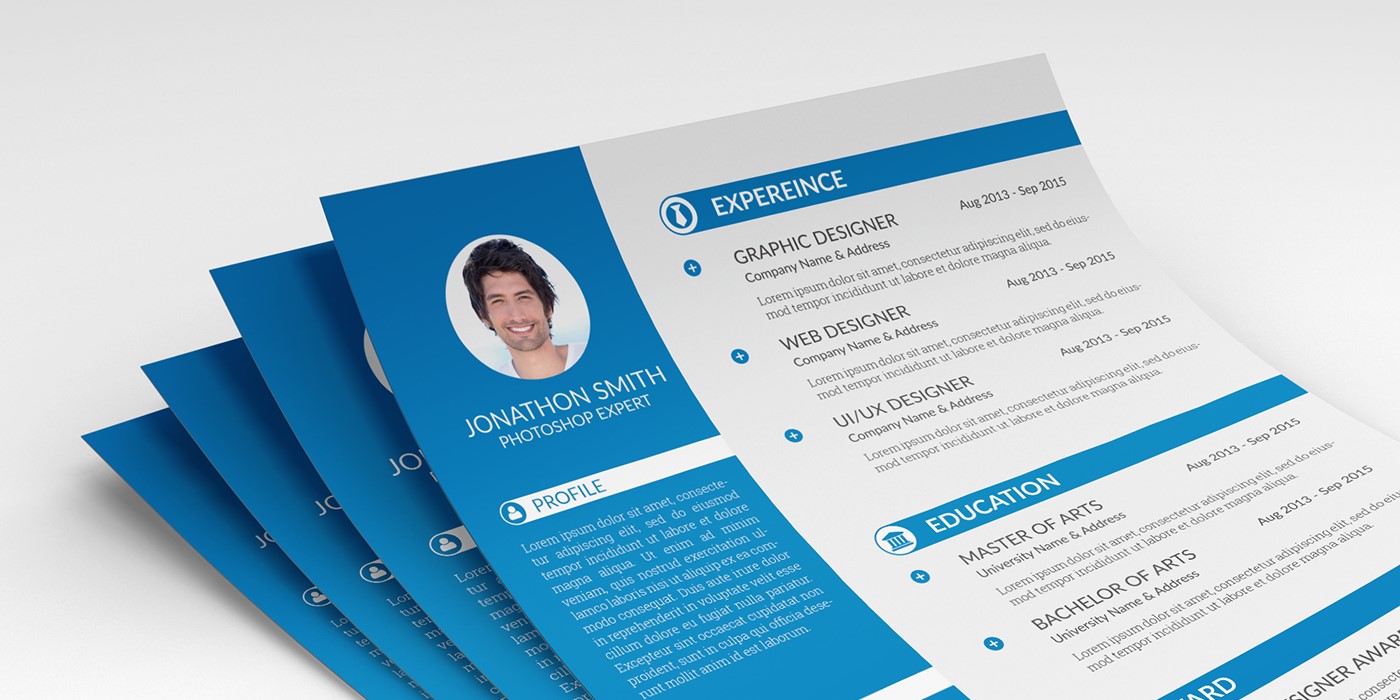 JONATHON SMITH
PHOTOSHOP EXPERT
PROFILE
Lorem ipsum dolor sit amet, consecte-
tur adipiscing elit, sed do eiusmod
tempor incididunt ut labore et dolore
magna aliqua. Ut enim ad minim
veniam, quis nostrud exercitation ul-
lamco laboris nisi ut aliquip ex ea com-
modo consequat. Duis aute irure dolor
in reprehenderit in voluptate velit esse
cillum dolore eu fugiat nulla pariatur.
Excepteur sint occaecat cupidatat non
proident, sunt in culpa qui officia dese-
runt mollit anim id est laborum.
EXPEREINCE
GRAPHIC DESIGNER
Aug 2013 - Sep 2015
Company Name & Address
Lorem ipsum dolor sit amet, consectetur adipiscing elit, sed do eius-
mod tempor incididunt ut labore et dolore magna aliqua.
WEB DESIGNER
Aug 2013 - Sep 2015
Company Name & Address
Lorem ipsum dolor sit amet, consectetur adipiscing elit, sed do eius-
mod tempor incididunt ut labore et dolore magna aliqua.
UI/UX DESIGNER
Aug 2013 - Sep 2015
Company Name & Address
Lorem ipsum dolor sit amet, consectetur adipiscing elit, sed do eius-
mod tempor incididunt ut labore et dolore magna aliqua.
EDUCATION
MASTER OF ARTS
Aug 2013 - Sep 2015
University Name & Address
Lorem ipsum dolor sit amet, consectetur adipiscing elit, sed do eius-
mod tempor incididunt ut labore et dolore magna aliqua.
BACHELOR OF ARTS
Aug 2013 - Sep 2015
University Name & Address
Lorem ipsum dolor sit amet, consectetur adipiscing elit, sed do
mod tempor incididunt ut labore et dolore magna aliqua.